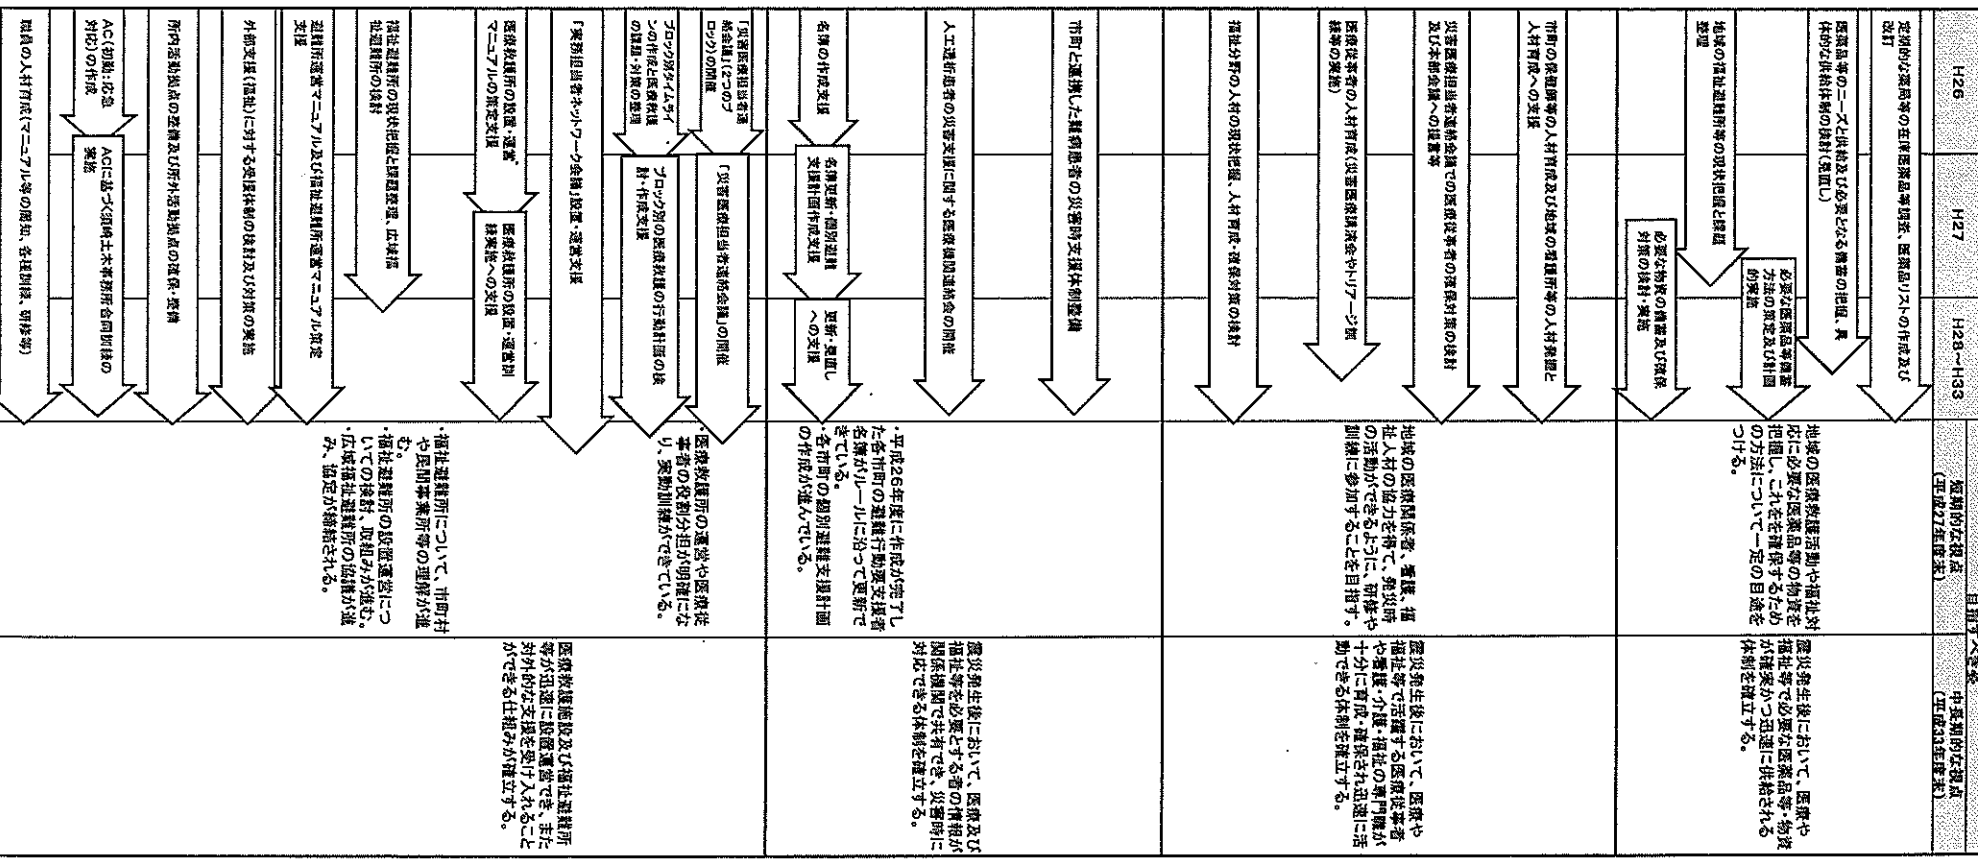 H26
H27
H28～H33
目指すべき姿
短期的な視点
(平成27年度末)
中長期的な視点
(平成33年度末)
定期的な薬局等の在庫医薬品等調査、医薬品リストの作成及び
改訂
医薬品等のニーズと供給及び必要となる備蓄の把握、具
体的な供給体制の検討(見直し)
必要な医薬品等備蓄
方法の策定及び計画
的実施
地域の福祉避難所等の現状把握と課題
整理
必要な物資の備蓄及び確保
対策の検討・実施
地域の医療救護活動や福祉対
応に必要な医薬品等の物資を
把握し、これをを確保するため
の方法について一定の目途を
つける。
震災発生後において、医療や
福祉等で必要な医薬品等・物資
が確実かつ迅速に供給される
体制を確立する。
市町の保健師等の人材育成及び地域の看護師等の人材発掘と
人材育成への支援
災害医療担当者連絡会議での医療従事者の確保対策の検討
及び本部会議への提言等
医療従事者の人材育成(災害医療講演会やトリアージ訓
練等の実施)
福祉分野の人材の現状把握、人材育成・確保対策の検討
地域の医療関係者、看護、福
祉人材の協力を得て、発災時
の活動ができるように、研修や
訓練に参加することを目指す。
震災発生後において、医療や
福祉等で活躍する医療従事者
や看護・介護・福祉の専門職が
十分に育成・確保され迅速に活
動できる体制を確立する。
市町と連携した難病患者の災害時支援体制整備
人工透析患者の災害支援に関する医療機関連絡会の開催
名簿の作成支援
名簿更新・個別避難
支援計画作成支援
更新・見直し
への支援
・平成26年度に作成が完了し
た各市町の避難行動要支援者
名簿がルールに沿って更新で
きている。
・各市町の個別避難支援計画
の作成が進んでいる。
震災発生後において、医療及び
福祉等を必要とする者の情報が
関係機関で共有でき、災害時に
対応できる体制を確立する。
「災害医療担当者連
絡会議」(2つのブ
ロック)の開催
「災害医療担当者連絡会議」の開催
ブロック別タイムライ
ンの作成と医療救護
の課題・対策の整理
ブロック別の医療救護の行動計画の検
討・作成支援
「実務担当者ネットワーク会議」設置・運営支援
医療救護所の設置・運営
マニュアルの策定支援
医療救護所の設置・運営訓
練実施への支援
福祉避難所の現状把握と課題整理、広域福
祉避難所の検討
避難所運営マニュアル及び福祉避難所運営マニュアル策定
支援
外部支援(福祉)に対する受援体制の検討及び対策の実施
所内活動拠点の整備及び所外活動拠点の確保・整備
AC(初動:応急
対応)の作成
ACに基づく須崎土木事務所合同訓練の
実施
職員の人材育成(マニュアル等の周知、各種訓練、研修等)
・医療救護所の運営や医療従
事者の役割分担が明確にな
り、実動訓練ができている。
・福祉避難所について、市町村
や民間事業所等の理解が進
む。
・福祉避難所の設置運営につ
いての検討、取組みが進む。
・広域福祉避難所の協議が進
み、協定が締結される。
医療救護施設及び福祉避難所
等が迅速に設置運営でき、また
対外的な支援を受け入れること
ができる仕組みが確立する。